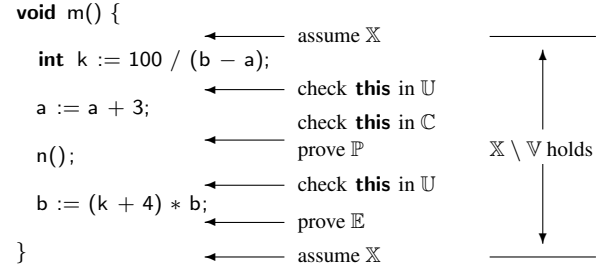 void m() {
assume 𝕏
int k := 100 / (b − a);
check this in 𝕌
a := a + 3;
check this in ℂ
prove ℙ
𝕏 \ 𝕍 holds
n();
check this in 𝕌
b := (k + 4) ∗ b;
prove 𝔼
}
assume 𝕏